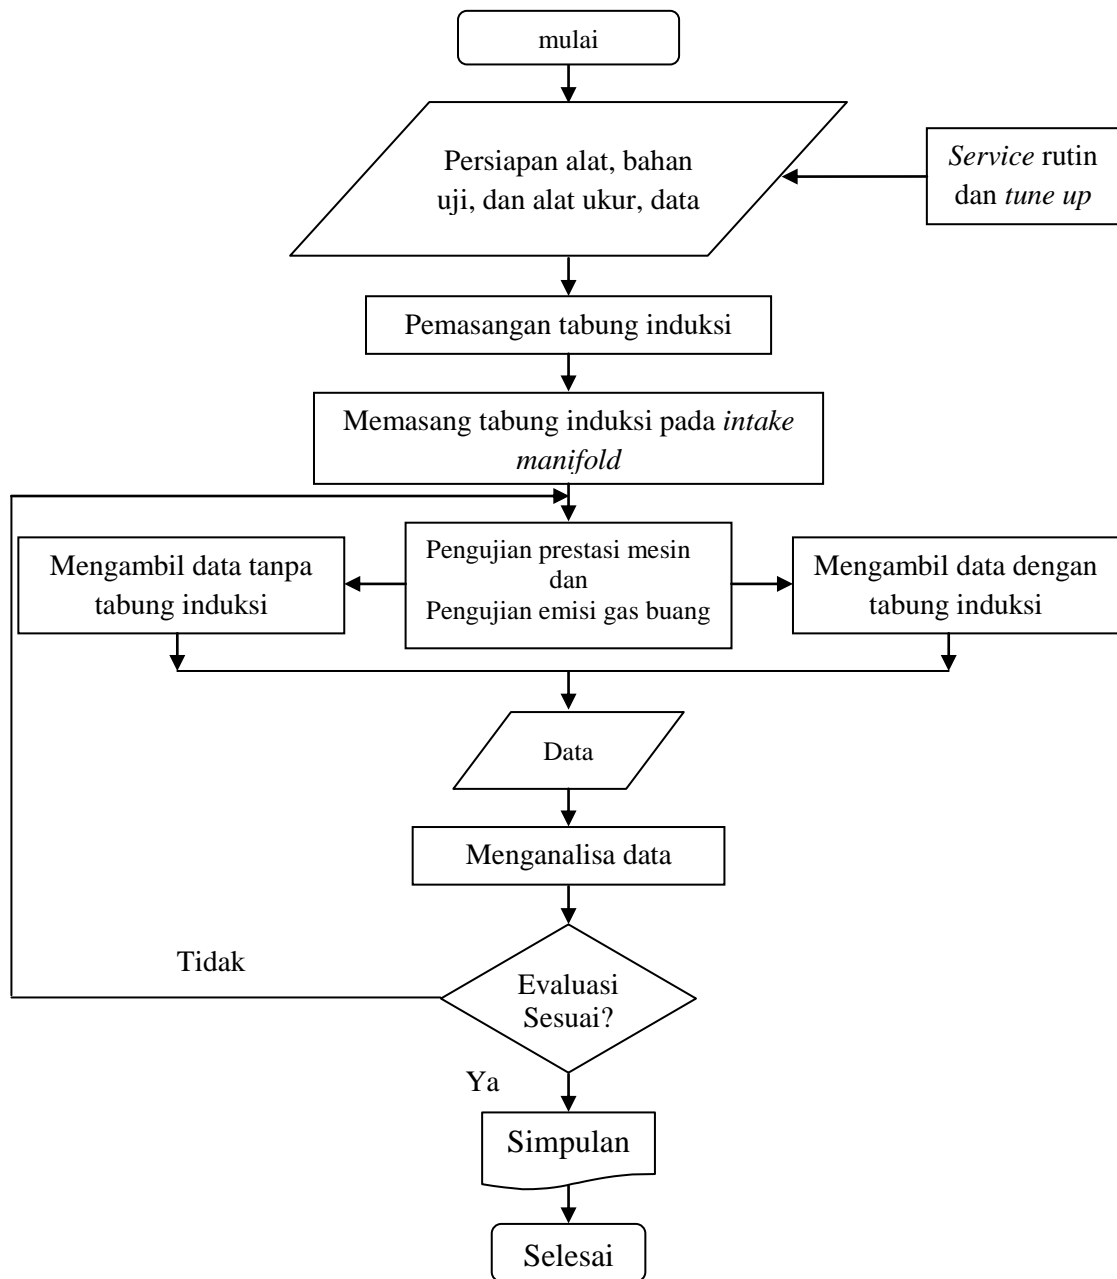 mulai
Persiapan alat, bahan
uji, dan alat ukur, data
Service rutin
dan tune up
Pemasangan tabung induksi
Memasang tabung induksi pada intake
manifold
Mengambil data tanpa
tabung induksi
Pengujian prestasi mesin
dan
Pengujian emisi gas buang
Mengambil data dengan
tabung induksi
Data
Menganalisa data
Tidak
Evaluasi
Sesuai?
Ya
Simpulan
Selesai